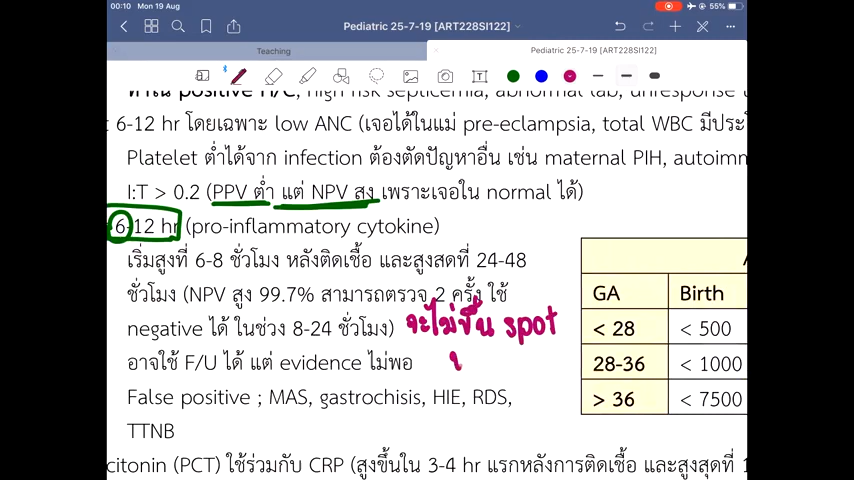 00:10 Mon 19 Aug
55%
Pediatric 25-7-19 [ART228SI122]
Teaching
Pediatric 25-7-19 [ART228SI122]
positive H/C, high risk septicemia, abnormal lab, unresponse
6-12 hr โดยเฉพาะ low ANC (เจอได้ในแม่ pre-eclampsia, total WBC มีประโ
Platelet ต่ำได้จาก infection ต้องตัดปัญหาอื่น เช่น maternal PIH, autoimm
I:T > 0.2 (PPV ต่ำ แต่ NPV สูง เพราะเจอใน normal ได้)
6-12 hr (pro-inflammatory cytokine)
เริ่มสูงที่ 6-8 ชั่วโมง หลังติดเชื้อ และสูงสดที่ 24-48
ชั่วโมง (NPV สูง 99.7% สามารถตรวจ 2 ครั้ง ใช้
negative ได้ ในช่วง 8-24 ชั่วโมง)
จะไม่ขึ้น spot
อาจใช้ F/U ได้ แต่ evidence ไม่พอ
False positive ; MAS, gastrochisis, HIE, RDS,
TTNB
citonin (PCT) ใช้ร่วมกับ CRP (สูงขึ้นใน 3-4 hr แรกหลังการติดเชื้อ และสูงสุดที่ 1
GA Birth
< 28 < 500
28-36 < 1000
> 36 < 7500